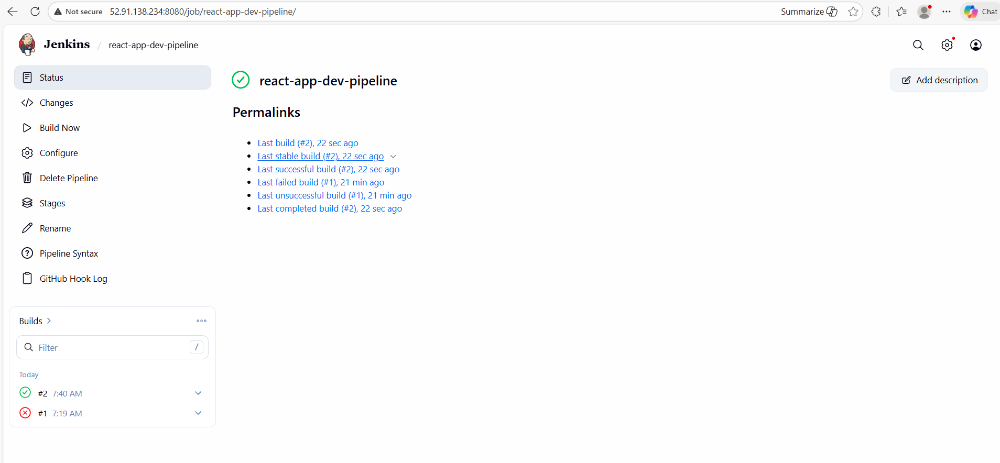 Not secure 52.91.138.234:8080/job/react-app-dev-pipeline/ Summarize Chat
Jenkins / react-app-dev-pipeline
Status
Changes
Build Now
Configure
Delete Pipeline
Stages
Rename
Pipeline Syntax
GitHub Hook Log
Builds
Filter /
Today
#2 7:40 AM
#1 7:19 AM
react-app-dev-pipeline
Add description
Permalinks
Last build (#2), 22 sec ago
Last stable build (#2), 22 sec ago
Last successful build (#2), 22 sec ago
Last failed build (#1), 21 min ago
Last unsuccessful build (#1), 21 min ago
Last completed build (#2), 22 sec ago